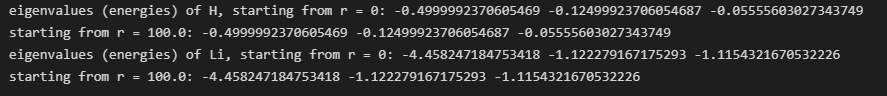 eigenvalues (energies) of H, starting from r = 0: -0.4999992370605469 -0.12499923706054687 -0.05555603027343749
starting from r = 100.0: -0.4999992370605469 -0.12499923706054687 -0.05555603027343749
eigenvalues (energies) of Li, starting from r = 0: -4.458247184753418 -1.122279167175293 -1.1154321670532226
starting from r = 100.0: -4.458247184753418 -1.122279167175293 -1.1154321670532226